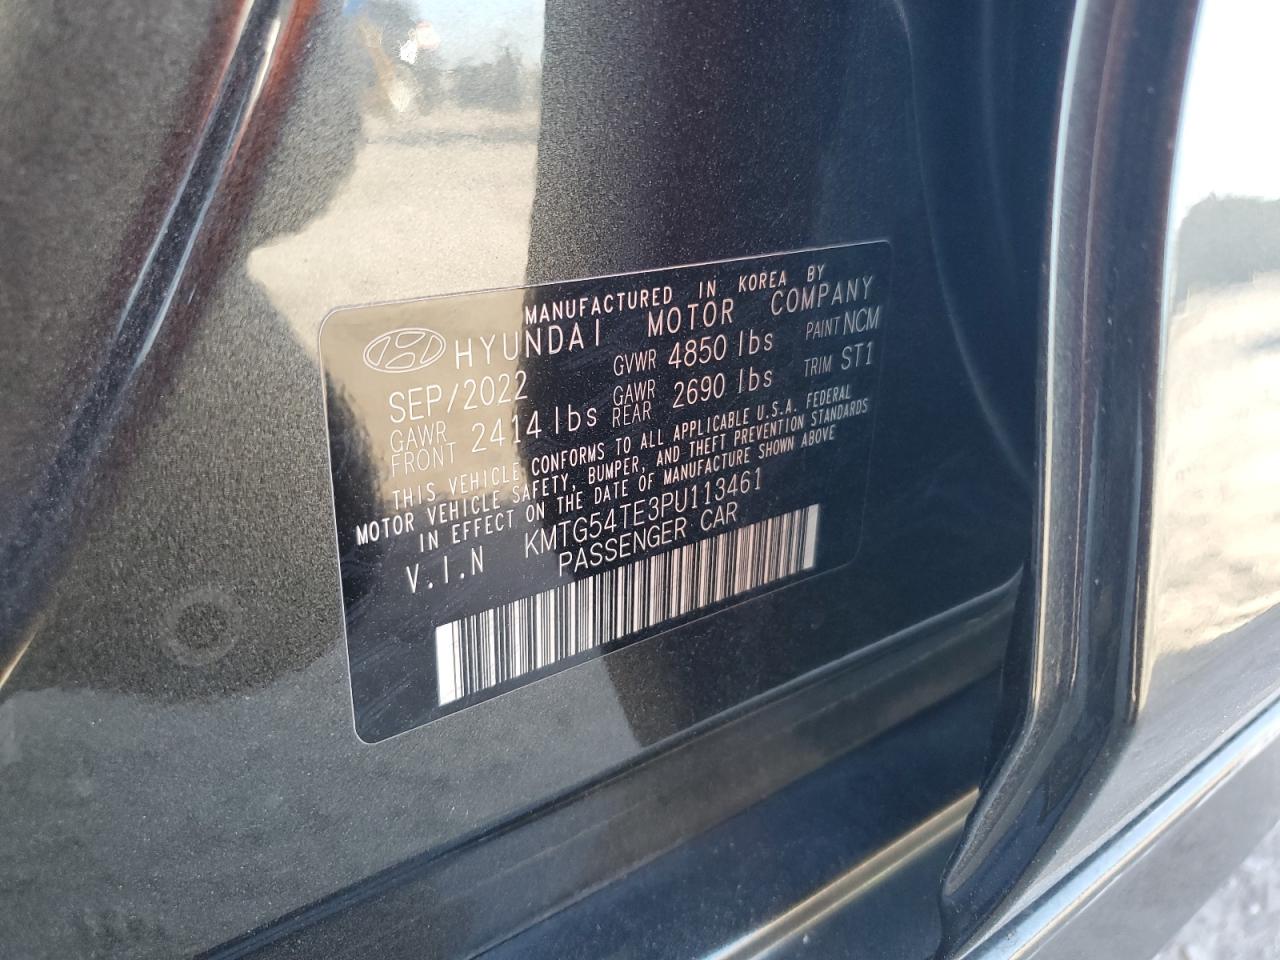 MANUFACTURED IN KOREA BY
HYUNDAI MOTOR COMPANY
SEP/2022 GVWR 4850 lbs PAINT NCM
GAWR FRONT 2414 lbs GAWR REAR 2690 lbs TRIM ST1
THIS VEHICLE CONFORMS TO ALL APPLICABLE U.S.A. FEDERAL
MOTOR VEHICLE SAFETY, BUMPER, AND THEFT PREVENTION STANDARDS
IN EFFECT ON THE DATE OF MANUFACTURE SHOWN ABOVE
V.I.N KMTG54TE3PU113461
PASSENGER CAR